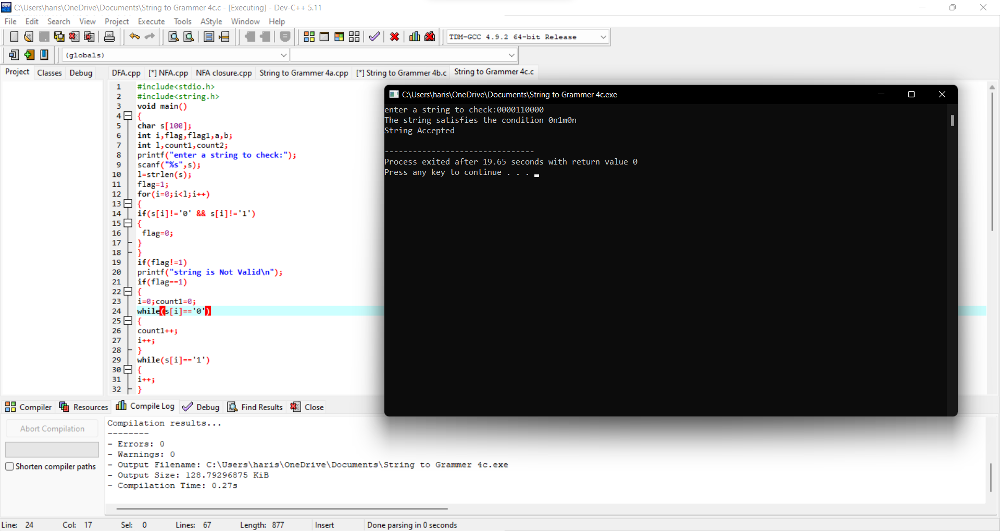 C:\Users\haris\OneDrive\Documents\String to Grammer 4c.c - [Executing] - Dev-C++ 5.11
File Edit Search View Project Execute Tools AStyle Window Help
TDM-GCC 4.9.2 64-bit Release
(globals)
Project Classes Debug
DFA.cpp [*] NFA.cpp NFA closure.cpp String to Grammer 4a.cpp [*] String to Grammer 4b.c String to Grammer 4c.c
1 #include<stdio.h>
2 #include<string.h>
3 void main()
4 {
5 char s[100];
6 int i,flag,flag1,a,b;
7 int l,count1,count2;
8 printf("enter a string to check:");
9 scanf("%s",s);
10 l=strlen(s);
11 flag=1;
12 for(i=0;i<l;i++)
13 {
14 if(s[i]!='0' && s[i]!='1')
15 {
16 flag=0;
17 }
18 }
19 if(flag!=1)
20 printf("string is Not Valid\n");
21 if(flag==1)
22 {
23 i=0;count1=0;
24 while(s[i]=='0')
25 {
26 count1++;
27 i++;
28 }
29 while(s[i]=='1')
30 {
31 i++;
32 }
C:\Users\haris\OneDrive\Documents\String to Grammer 4c.exe
enter a string to check:0000110000
The string satisfies the condition 0n1m0n
String Accepted
--------------------------------
Process exited after 19.65 seconds with return value 0
Press any key to continue . . .
Compiler Resources Compile Log Debug Find Results Close
Abort Compilation
Shorten compiler paths
Compilation results...
--------
- Errors: 0
- Warnings: 0
- Output Filename: C:\Users\haris\OneDrive\Documents\String to Grammer 4c.exe
- Output Size: 128.79296875 KiB
- Compilation Time: 0.27s
Line: 24 Col: 17 Sel: 0 Lines: 67 Length: 877 Insert Done parsing in 0 seconds